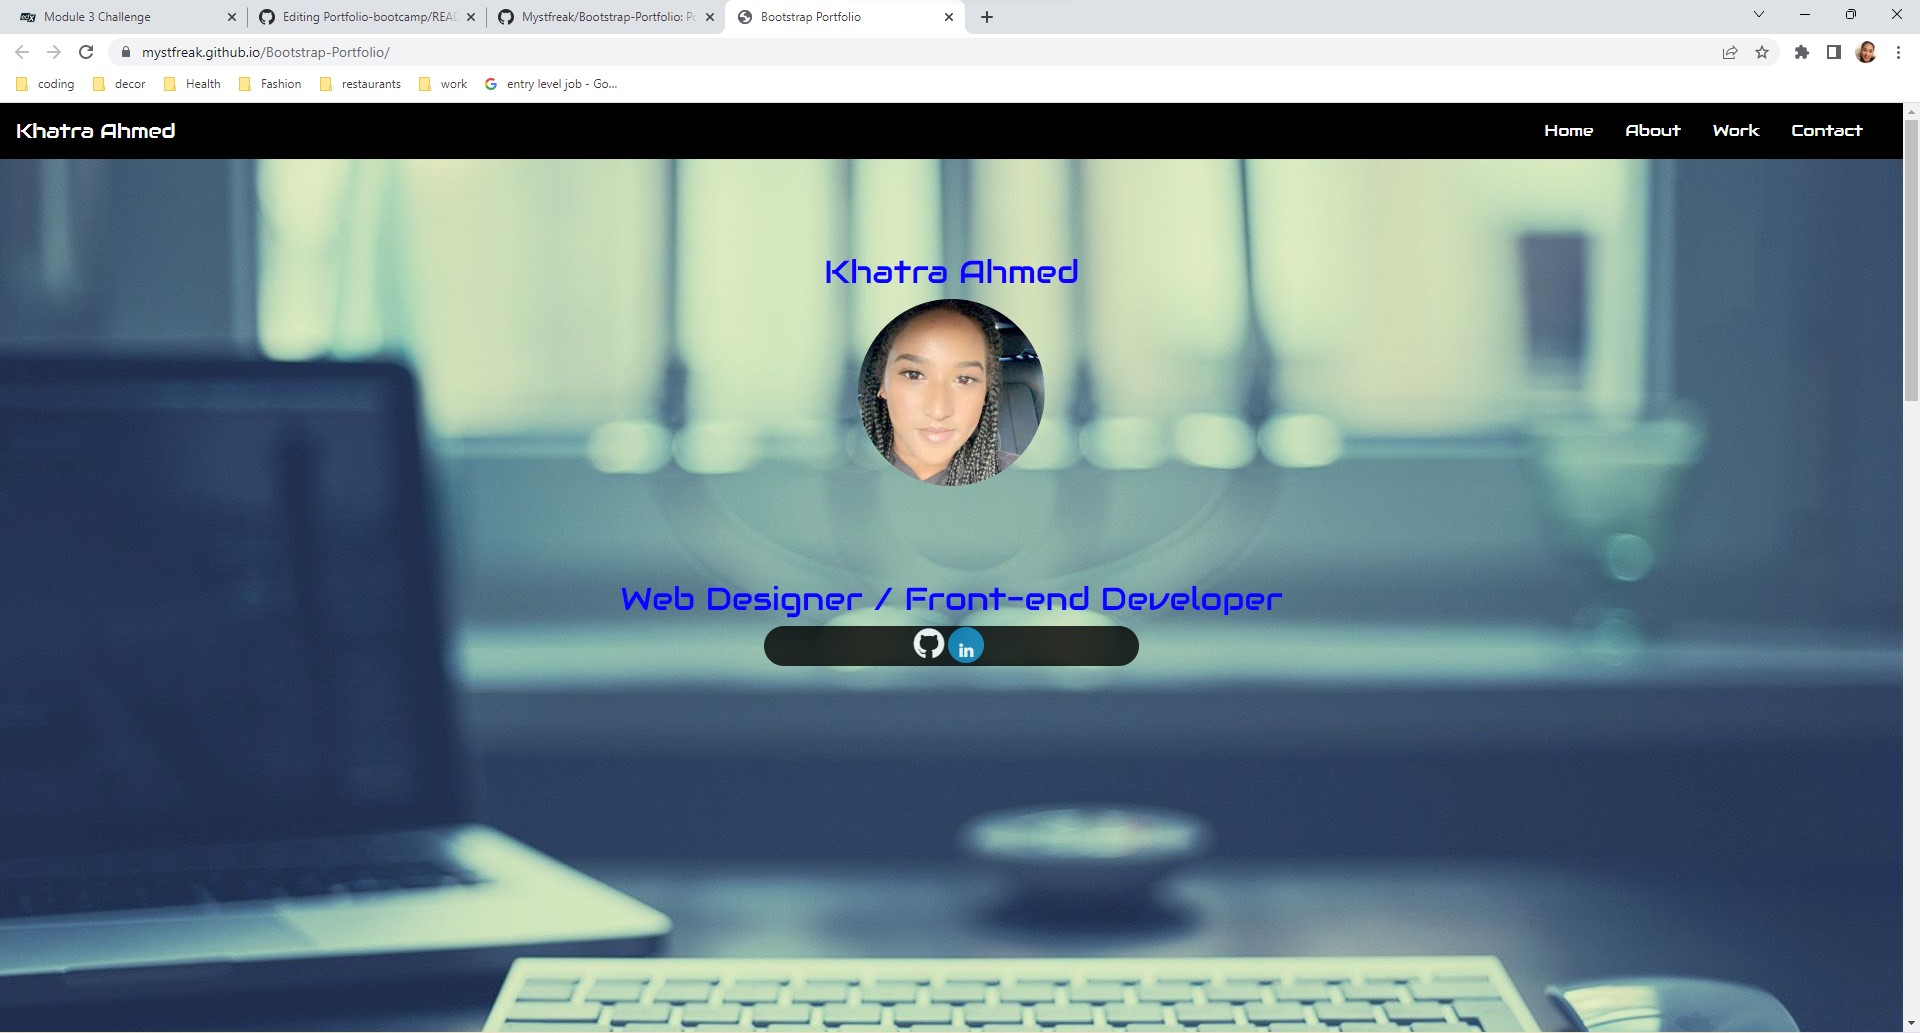 Module 3 Challenge
Editing Portfolio-bootcamp/READ
Mystfreak/Bootstrap-Portfolio: Po
Bootstrap Portfolio
mystfreak.github.io/Bootstrap-Portfolio/
coding
decor
Health
Fashion
restaurants
work
entry level job - Go...
Khatra Ahmed
Home
About
Work
Contact
Khatra Ahmed
Web Designer / Front-end Developer
in